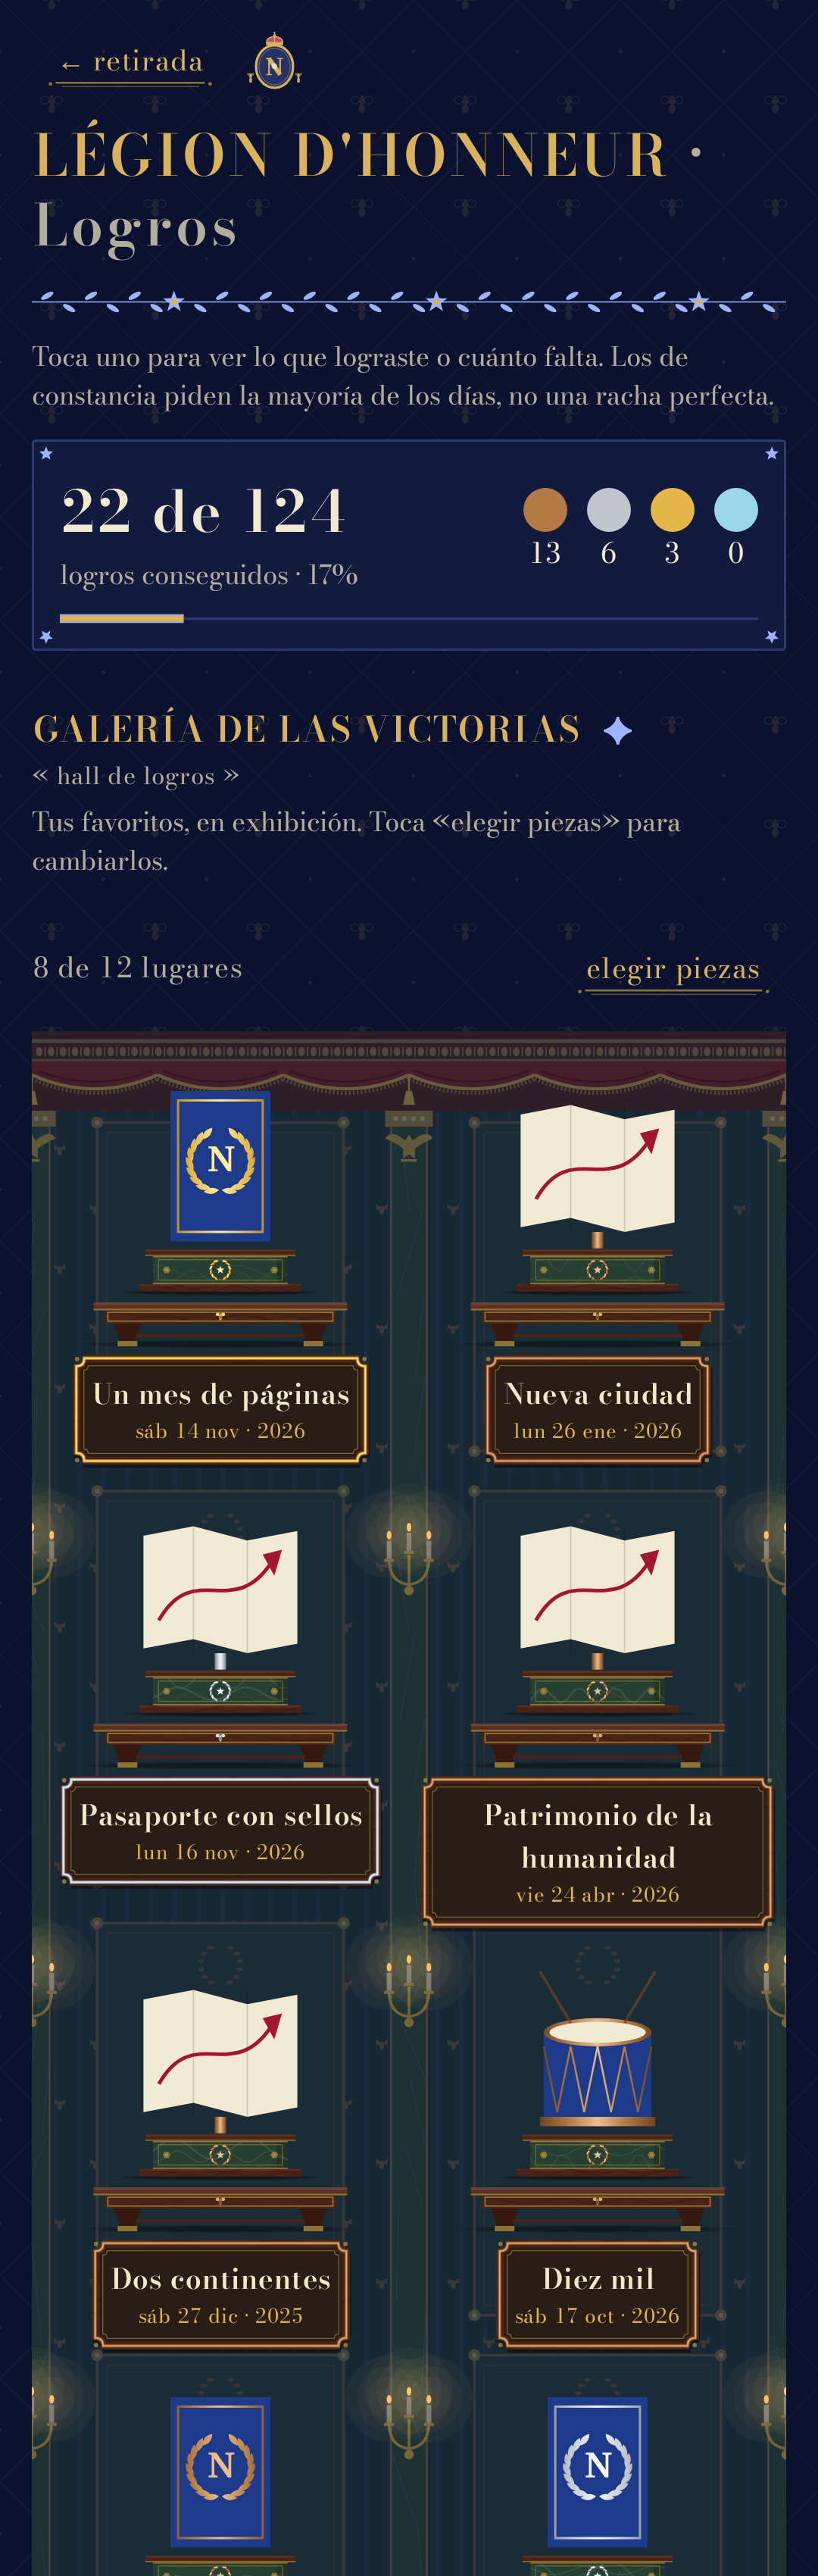 ← retirada
N
LÉGION D'HONNEUR ·
Logros
Toca uno para ver lo que lograste o cuánto falta. Los de
constancia piden la mayoría de los días, no una racha perfecta.
22 de 124
13 6 3 0
logros conseguidos · 17%
GALERÍA DE LAS VICTORIAS
« hall de logros »
Tus favoritos, en exhibición. Toca «elegir piezas» para
cambiarlos.
8 de 12 lugares
elegir piezas
N
Un mes de páginas
sáb 14 nov · 2026
Nueva ciudad
lun 26 ene · 2026
Pasaporte con sellos
lun 16 nov · 2026
Patrimonio de la
humanidad
vie 24 abr · 2026
Dos continentes
sáb 27 dic · 2025
Diez mil
sáb 17 oct · 2026
N
N